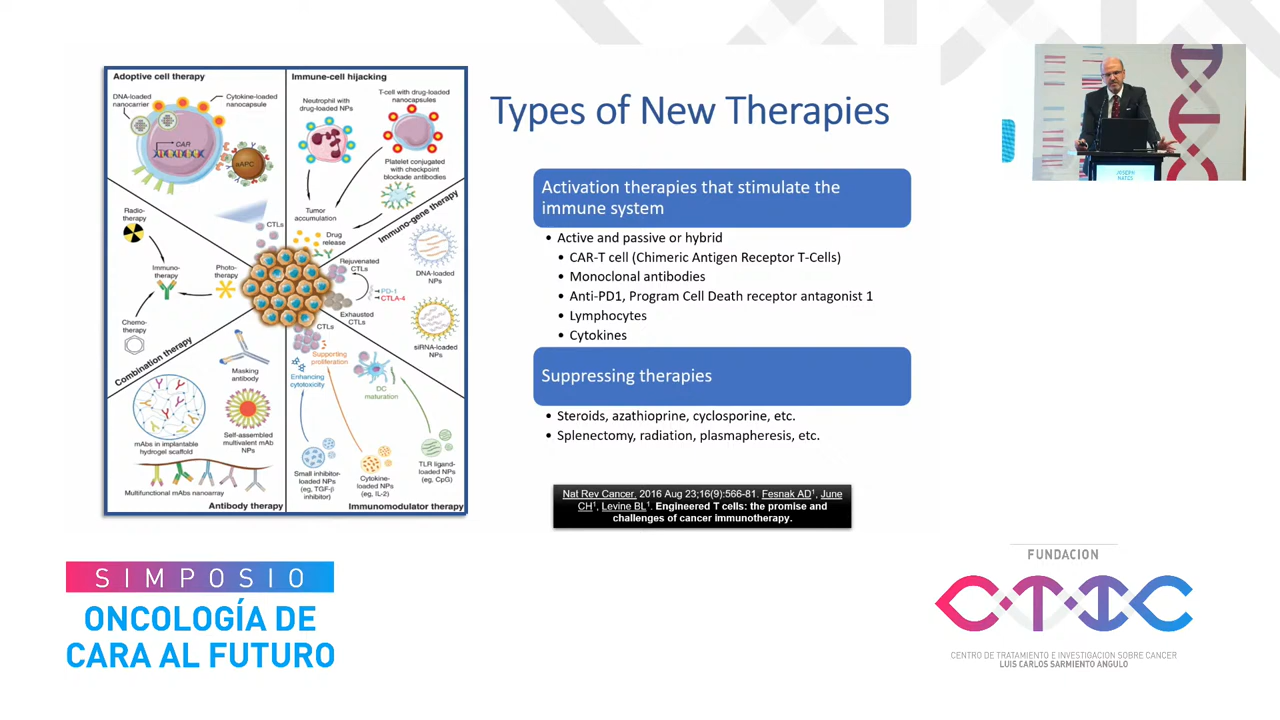 Adoptive cell therapy
DNA-loaded
nanocarrier
Cytokine-loaded
nanocapsule
CAR
aAPC
Immune-cell hijacking
Neutrophil with
drug-loaded NPs
T-cell with drug-loaded
nanocapsules
Platelet conjugated
with checkpoint
blockade antibodies
Tumor
accumulation
Drug
release
Immuno-gene therapy
CTLs
Rejuvenated
CTLs
PD-1
CTLA-4
Exhausted
CTLs
DNA-loaded
NPs
siRNA-loaded
NPs
Radio-
therapy
Immuno-
therapy
Photo-
therapy
Chemo-
therapy
Combination therapy
Masking
antibody
mAbs in implantable
hydrogel scaffold
Self-assembled
multivalent mAb
NPs
Multifunctional mAbs nanoarray
Antibody therapy
CTLs
Supporting
proliferation
Enhancing
cytotoxicity
DC
maturation
Small inhibitor-
loaded NPs
(eg, TGF-β
inhibitor)
Cytokine-
loaded NPs
(eg, IL-2)
TLR ligand-
loaded NPs
(eg, CpG)
Immunomodulator therapy
Types of New Therapies
Activation therapies that stimulate the
immune system
• Active and passive or hybrid
• CAR-T cell (Chimeric Antigen Receptor T-Cells)
• Monoclonal antibodies
• Anti-PD1, Program Cell Death receptor antagonist 1
• Lymphocytes
• Cytokines
Suppressing therapies
• Steroids, azathioprine, cyclosporine, etc.
• Splenectomy, radiation, plasmapheresis, etc.
Nat Rev Cancer. 2016 Aug 23;16(9):566-81. Fesnak AD¹, June
CH¹, Levine BL¹. Engineered T cells: the promise and
challenges of cancer immunotherapy.
JOSEPH
NATES
SIMPOSIO
ONCOLOGÍA DE
CARA AL FUTURO
FUNDACION
CTIC
CENTRO DE TRATAMIENTO E INVESTIGACION SOBRE CANCER
LUIS CARLOS SARMIENTO ANGULO